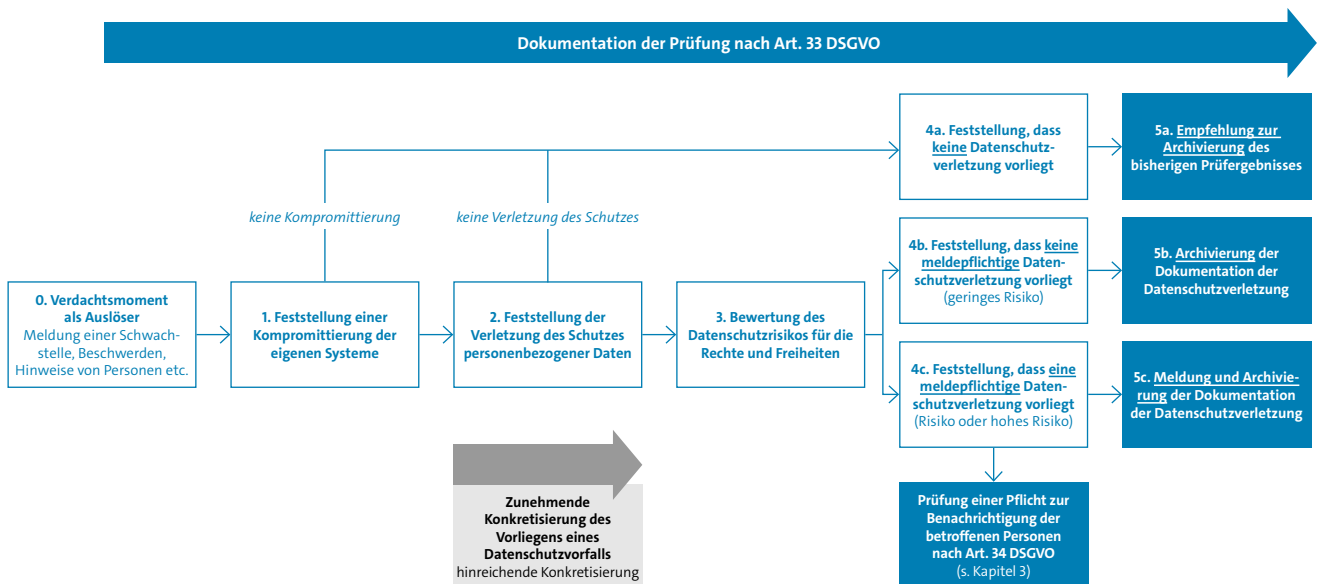 Dokumentation der Prüfung nach Art. 33 DSGVO
4a. Feststellung, dass
keine Datenschutz-
verletzung vorliegt
5a. Empfehlung zur
Archivierung des
bisherigen Prüfergebnisses
keine Kompromittierung
keine Verletzung des Schutzes
4b. Feststellung, dass keine
meldepflichtige Daten-
schutzverletzung vorliegt
(geringes Risiko)
5b. Archivierung der
Dokumentation der
Datenschutzverletzung
0. Verdachtsmoment
als Auslöser
Meldung einer Schwach-
stelle, Beschwerden,
Hinweise von Personen etc.
1. Feststellung einer
Kompromittierung der
eigenen Systeme
2. Feststellung der
Verletzung des Schutzes
personenbezogener Daten
3. Bewertung des
Datenschutzrisikos für die
Rechte und Freiheiten
4c. Feststellung, dass eine
meldepflichtige Daten-
schutzverletzung vorliegt
(Risiko oder hohes Risiko)
5c. Meldung und Archivie-
rung der Dokumentation
der Datenschutzverletzung
Zunehmende
Konkretisierung des
Vorliegens eines
Datenschutzvorfalls
hinreichende Konkretisierung
Prüfung einer Pflicht zur
Benachrichtigung der
betroffenen Personen
nach Art. 34 DSGVO
(s. Kapitel 3)